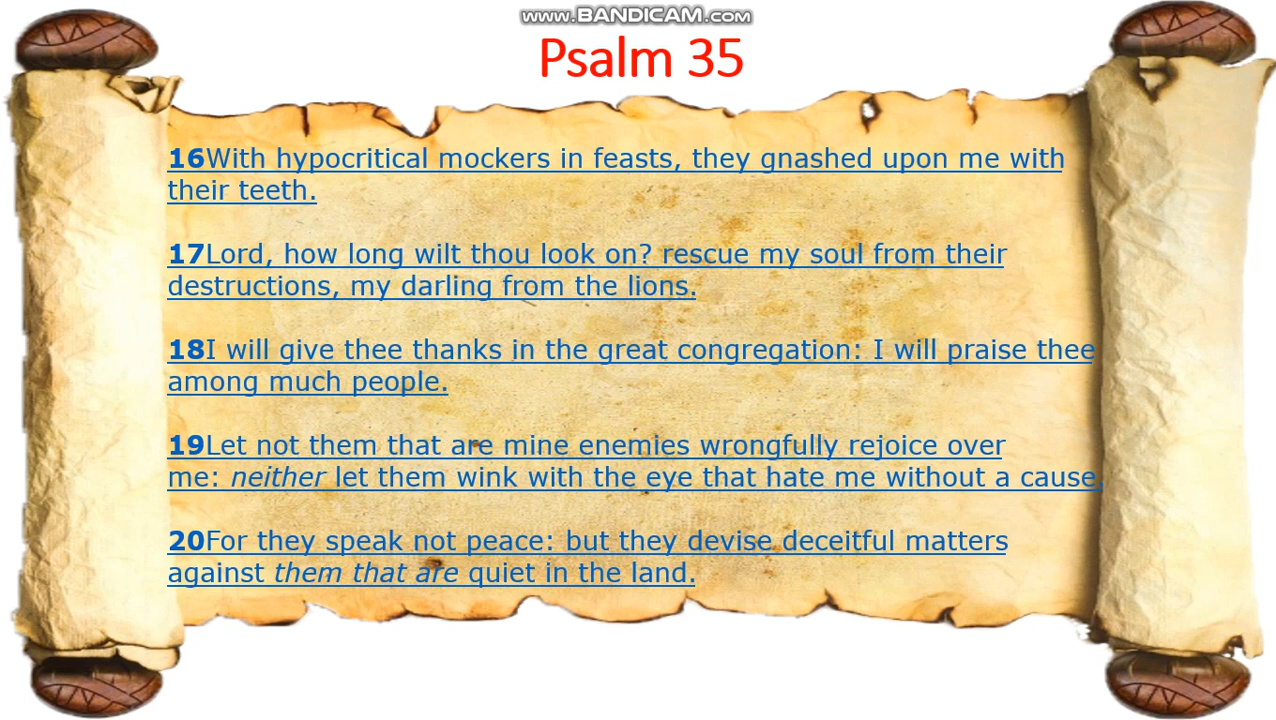 www.BANDICAM.com
Psalm 35
16With hypocritical mockers in feasts, they gnashed upon me with
their teeth.
17Lord, how long wilt thou look on? rescue my soul from their
destructions, my darling from the lions.
18I will give thee thanks in the great congregation: I will praise thee
among much people.
19Let not them that are mine enemies wrongfully rejoice over
me: neither let them wink with the eye that hate me without a cause.
20For they speak not peace: but they devise deceitful matters
against them that are quiet in the land.